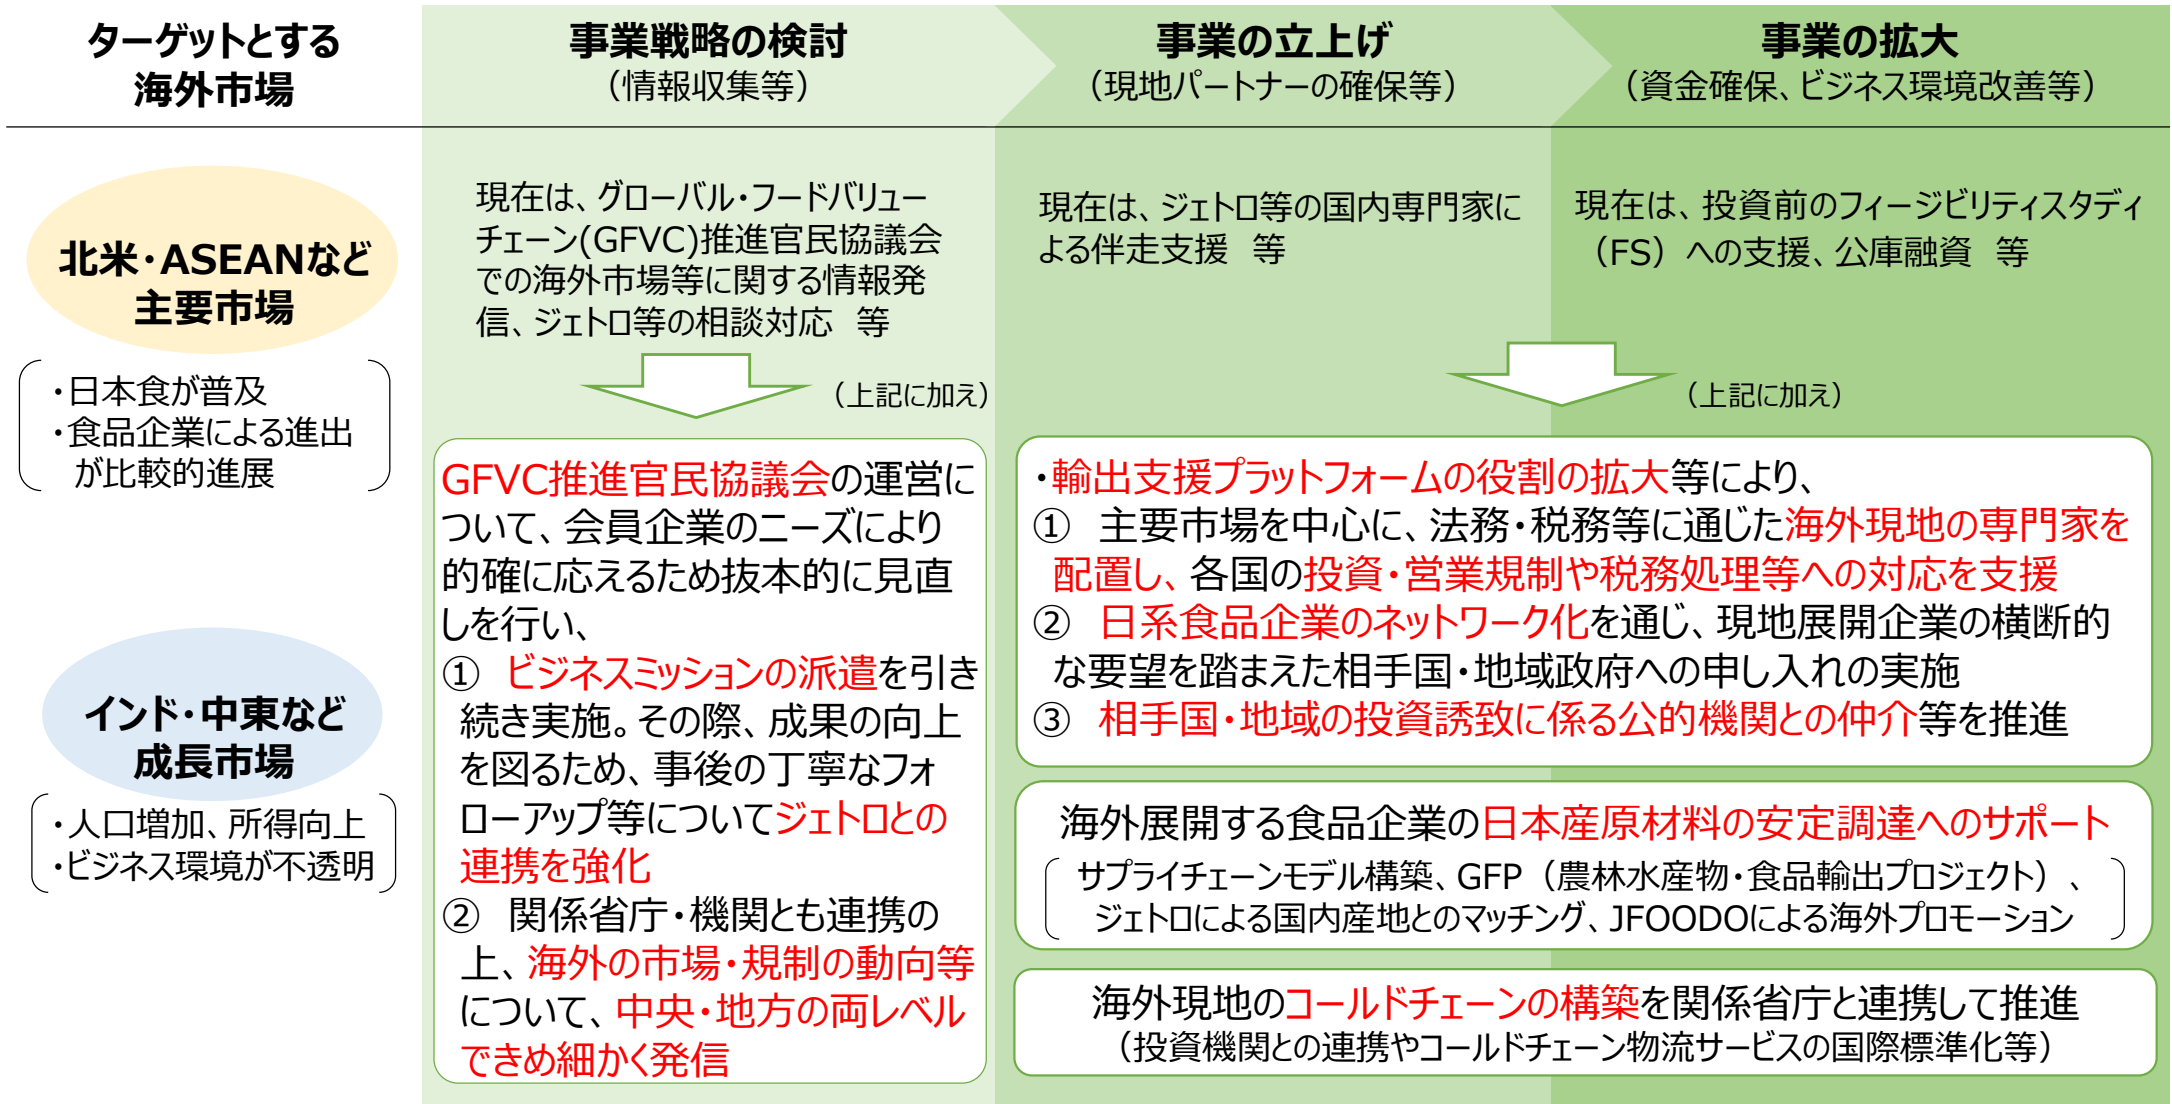 ターゲットとする
海外市場
事業戦略の検討
（情報収集等）
事業の立上げ
（現地パートナーの確保等）
事業の拡大
（資金確保、ビジネス環境改善等）
北米・ASEANなど
主要市場
・日本食が普及
・食品企業による進出
が比較的進展
インド・中東など
成長市場
・人口増加、所得向上
・ビジネス環境が不透明
現在は、グローバル・フードバリュー
チェーン(GFVC)推進官民協議会
での海外市場等に関する情報発
信、ジェトロ等の相談対応　等
（上記に加え）
GFVC推進官民協議会の運営に
ついて、会員企業のニーズにより
的確に応えるため抜本的に見直
しを行い、
①　ビジネスミッションの派遣を引き
続き実施。その際、成果の向上
を図るため、事後の丁寧なフォ
ローアップ等についてジェトロとの
連携を強化
②　関係省庁・機関とも連携の
上、海外の市場・規制の動向等
について、中央・地方の両レベル
できめ細かく発信
現在は、ジェトロ等の国内専門家に
よる伴走支援　等
現在は、投資前のフィージビリティスタディ
（FS）への支援、公庫融資　等
（上記に加え）
・輸出支援プラットフォームの役割の拡大等により、
①　主要市場を中心に、法務・税務等に通じた海外現地の専門家を
配置し、各国の投資・営業規制や税務処理等への対応を支援
②　日系食品企業のネットワーク化を通じ、現地展開企業の横断的
な要望を踏まえた相手国・地域政府への申し入れの実施
③　相手国・地域の投資誘致に係る公的機関との仲介等を推進
海外展開する食品企業の日本産原材料の安定調達へのサポート
サプライチェーンモデル構築、GFP（農林水産物・食品輸出プロジェクト）、
ジェトロによる国内産地とのマッチング、JFOODOによる海外プロモーション
海外現地のコールドチェーンの構築を関係省庁と連携して推進
（投資機関との連携やコールドチェーン物流サービスの国際標準化等）